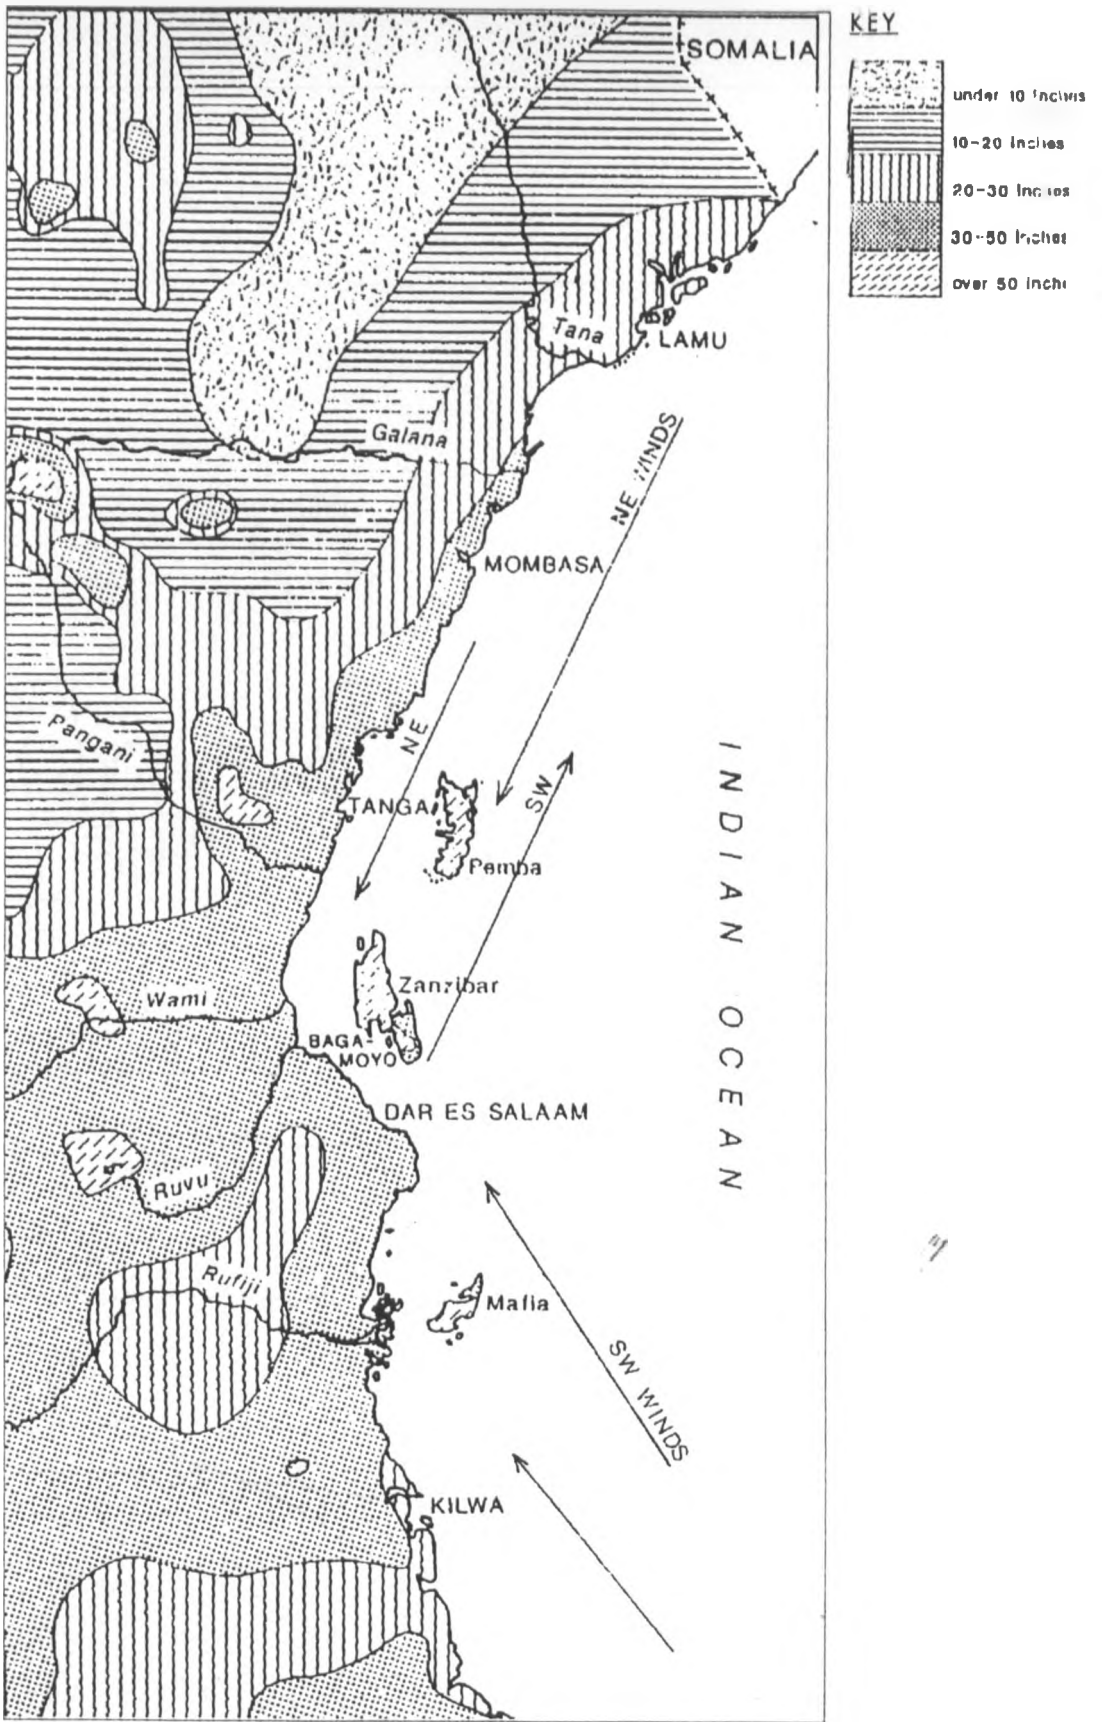 KEY
SOMALIA
under 10 Inches
10-20 Inches
20-30 Inches
30-50 Inches
over 50 Inch
Tana
LAMU
Galana
NE WINDS
MOMBASA
NE
Pangani
SW
TANGA
Pemba
INDIAN OCEAN
Zanzibar
Wami
BAGA-
MOYO
DAR ES SALAAM
Ruvu
Rufiji
Mafia
SW WINDS
KILWA